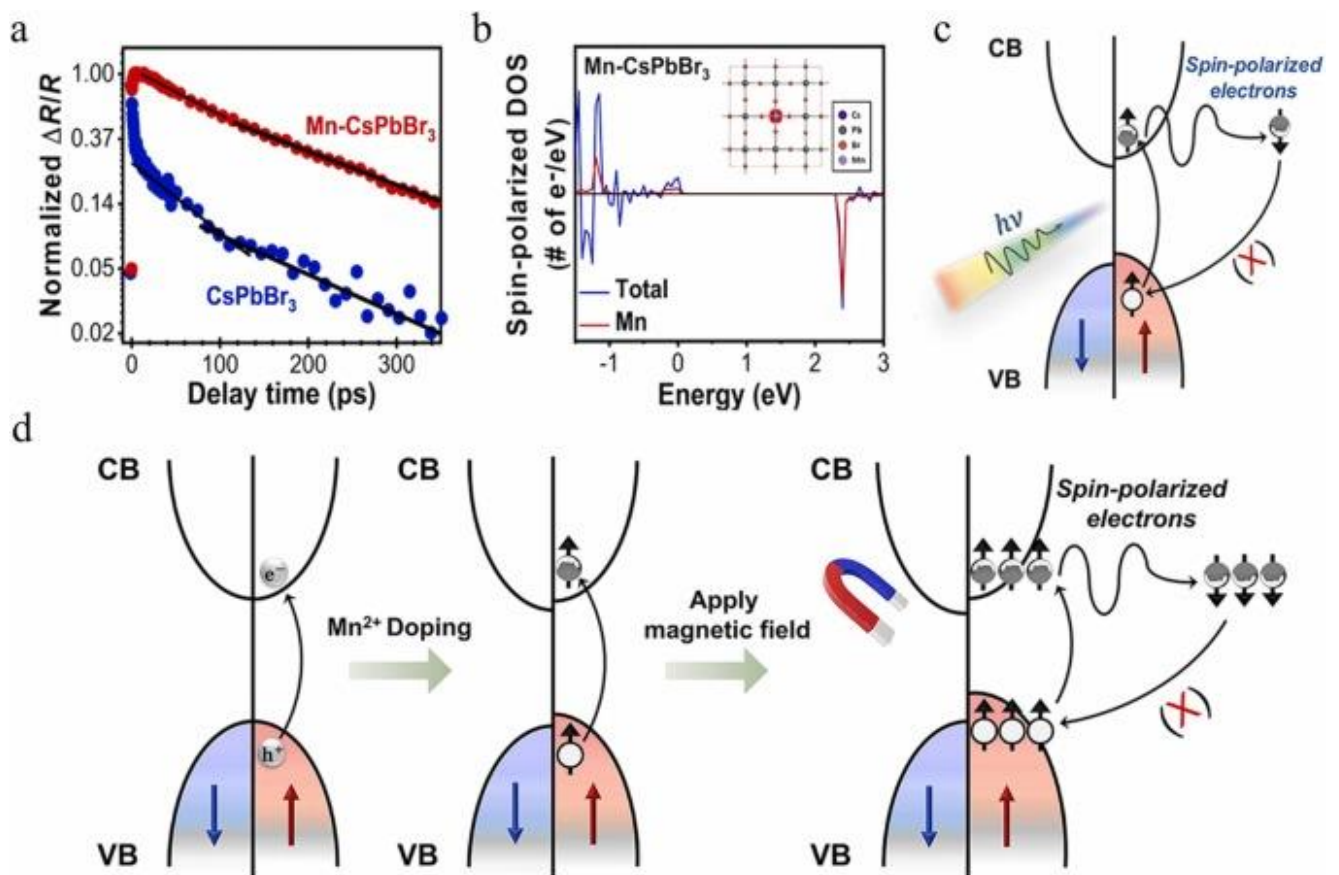 a
1.00
0.37
0.14
0.05
0.02
Normalized ΔR/R
Mn-CsPbBr₃
CsPbBr₃
0
100
200
300
Delay time (ps)
b
Mn-CsPbBr₃
Cs
Pb
Br
Mn
Spin-polarized DOS
(# of e⁻/eV)
Total
Mn
-1
0
1
2
3
Energy (eV)
c
CB
Spin-polarized
electrons
hν
X
VB
d
CB
e⁻
h⁺
VB
Mn²⁺ Doping
CB
VB
Apply
magnetic field
CB
Spin-polarized
electrons
X
VB